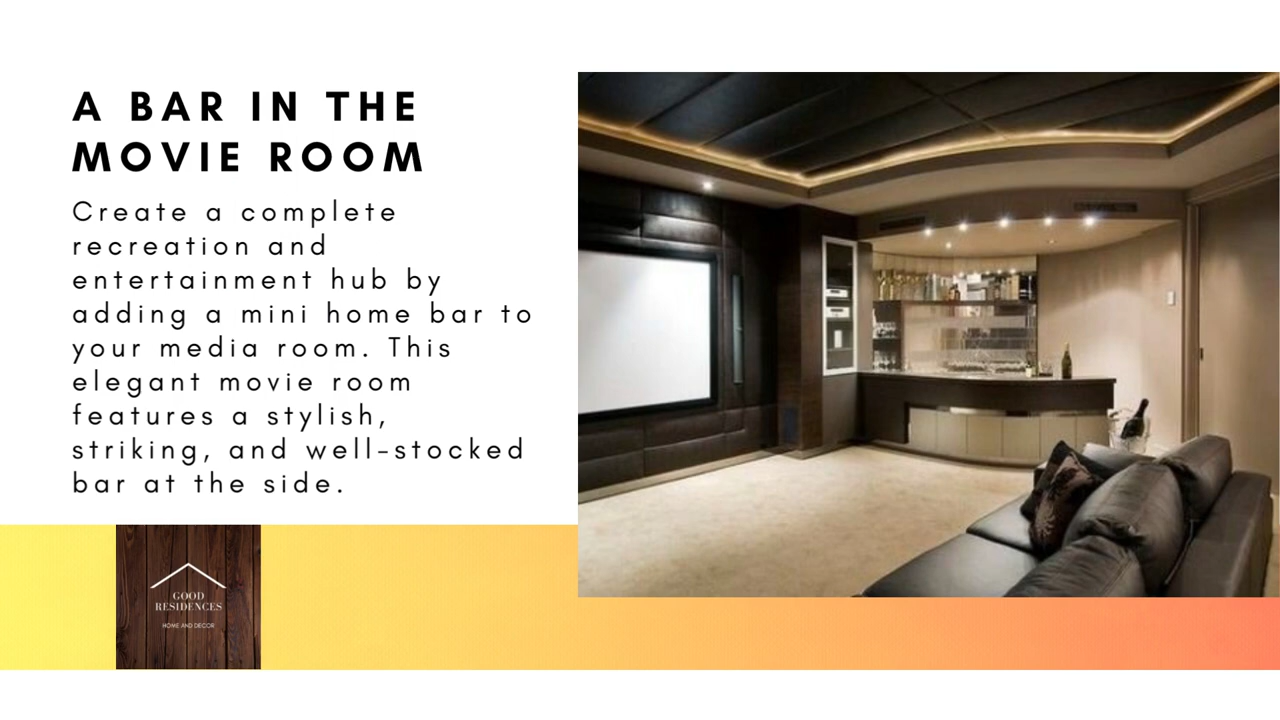 A BAR IN THE
MOVIE ROOM
Create a complete
recreation and
entertainment hub by
adding a mini home bar to
your media room. This
elegant movie room
features a stylish,
striking, and well-stocked
bar at the side.
GOOD
RESIDENCES
HOME AND DECOR